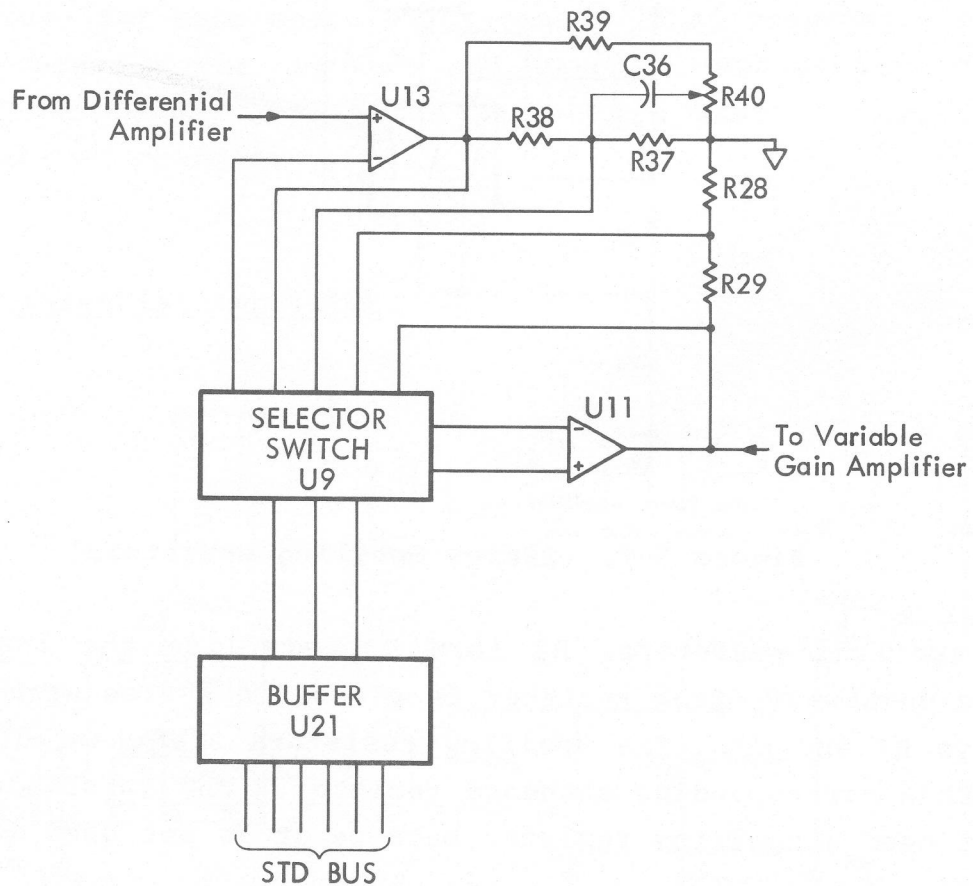 R39
C36
R40
From Differential
Amplifier
U13
+
-
R38
R37
R28
R29
SELECTOR
SWITCH
U9
U11
-
+
To Variable
Gain Amplifier
BUFFER
U21
STD BUS